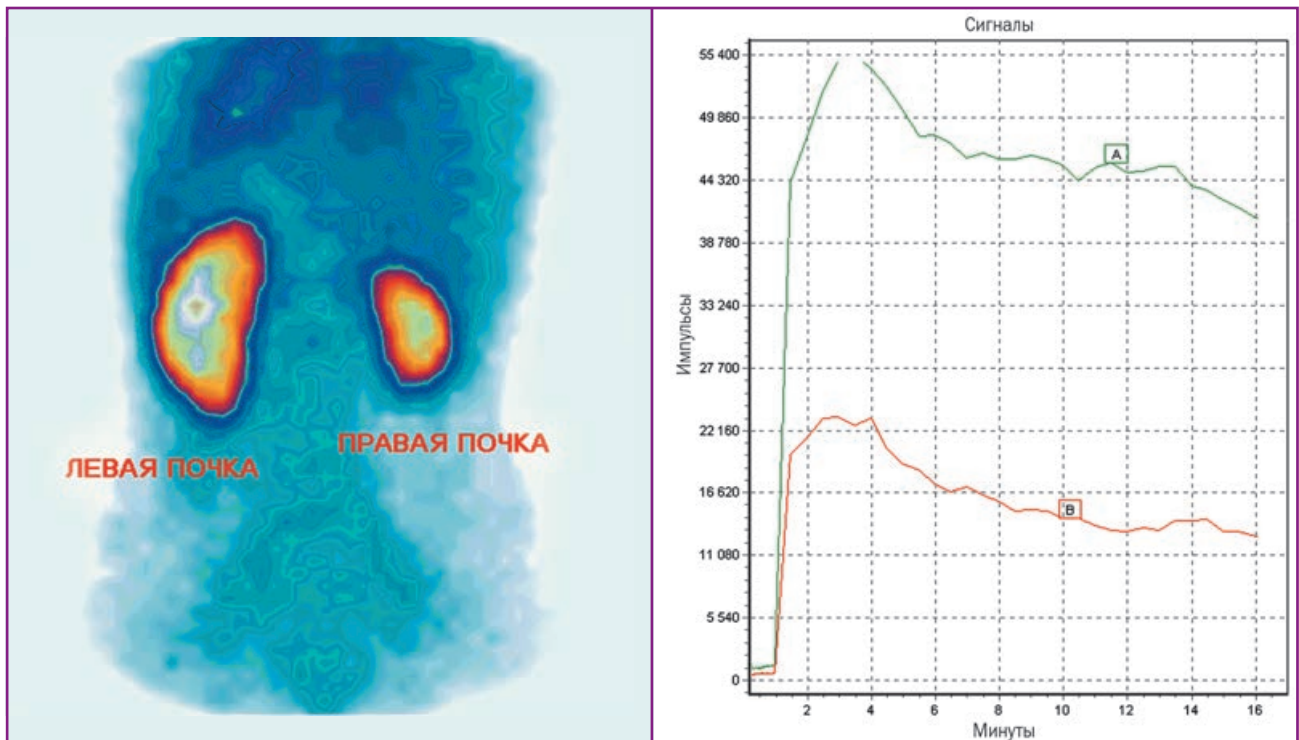 ЛЕВАЯ ПОЧКА
ПРАВАЯ ПОЧКА
Сигналы
55 400
49 860
44 320
38 780
33 240
27 700
22 160
16 620
11 080
5 540
0
Импульсы
A
B
2 4 6 8 10 12 14 16
Минуты